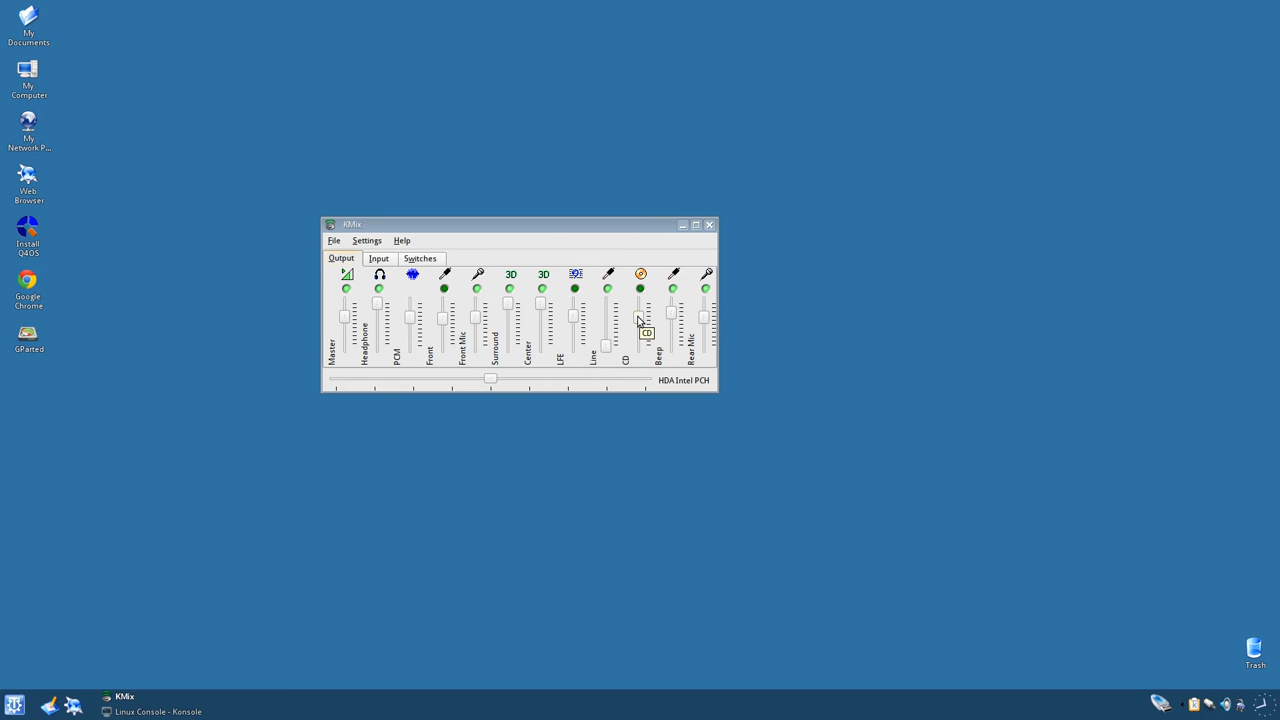 My
Documents
My
Computer
My
Network P...
Web
Browser
Install
Q4OS
Google
Chrome
GParted
KMix
File Settings Help
Output Input Switches
3D 3D
Master Headphone PCM Front Front Mic Surround Center LFE Line CD Beep Rear Mic
CD
HDA Intel PCH
Trash
KMix
Linux Console - Konsole